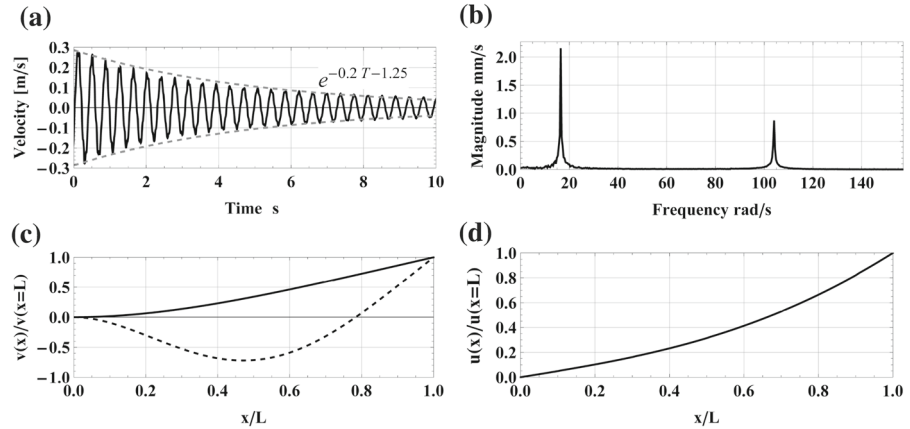 (a)
0.3
0.2
0.1
0.0
−0.1
−0.2
−0.3
Velocity [m/s]
e^{−0.2 T−1.25}
0 2 4 6 8 10
Time s
(b)
2.0
1.5
1.0
0.5
0.0
Magnitude mm/s
0 20 40 60 80 100 120 140
Frequency rad/s
(c)
1.0
0.5
0.0
−0.5
−1.0
v(x)/v(x=L)
0.0 0.2 0.4 0.6 0.8 1.0
x/L
(d)
1.0
0.8
0.6
0.4
0.2
0.0
u(x)/u(x=L)
0.0 0.2 0.4 0.6 0.8 1.0
x/L